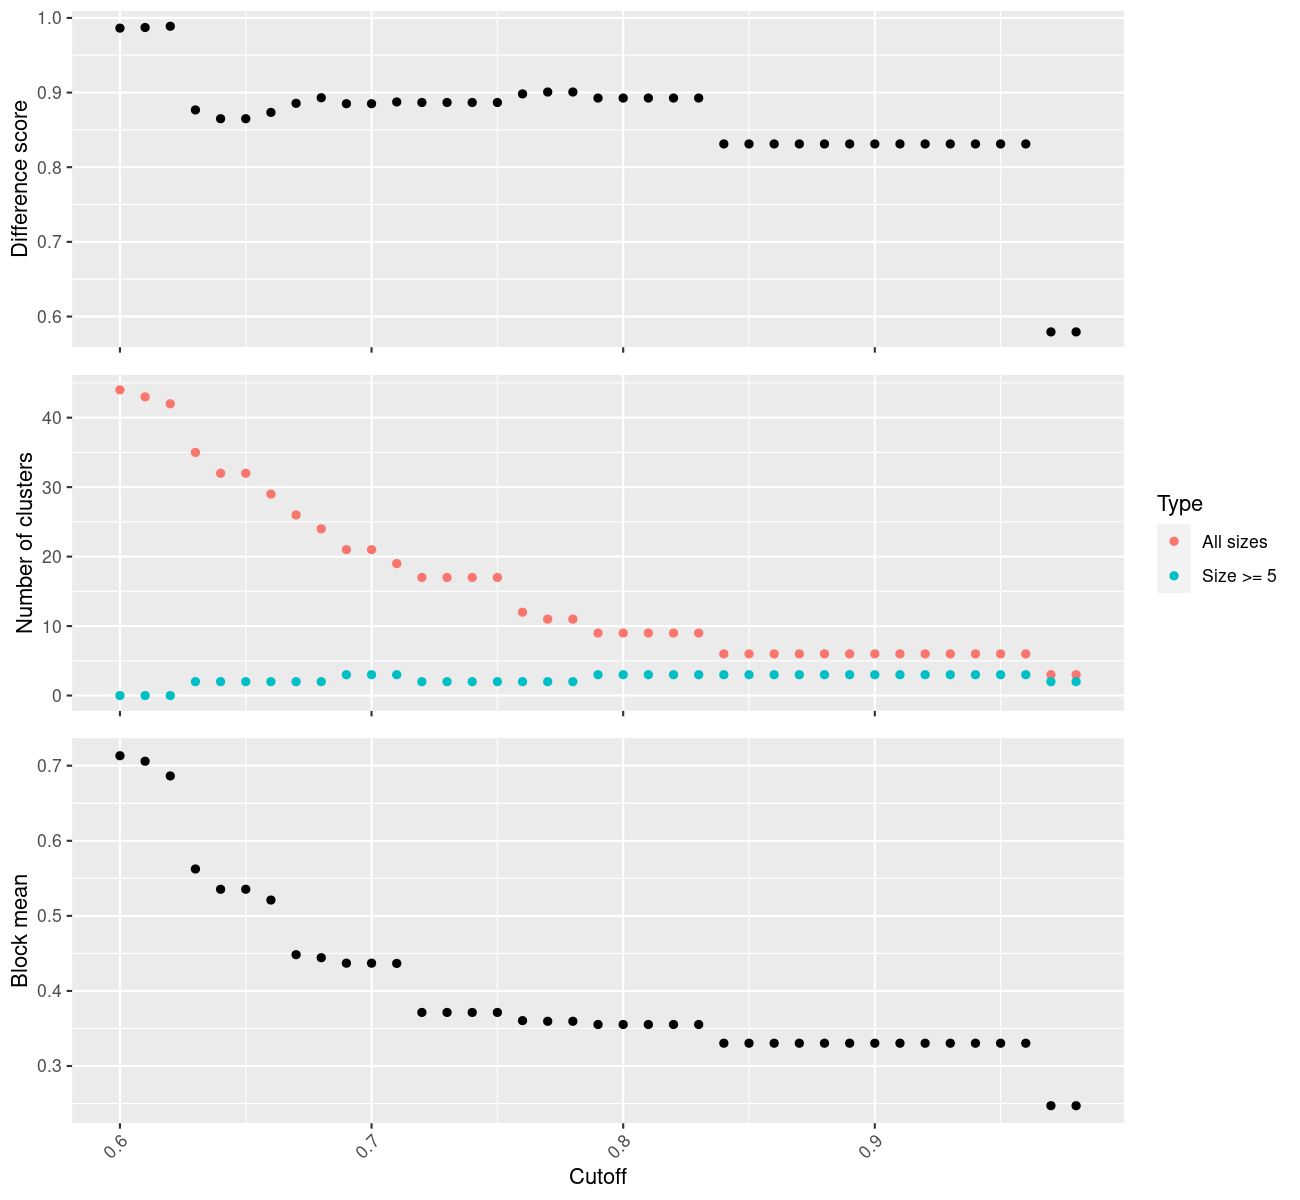 Difference score
1.0
0.9
0.8
0.7
0.6
Number of clusters
40
30
20
10
0
Type
All sizes
Size >= 5
Block mean
0.7
0.6
0.5
0.4
0.3
0.6
0.7
0.8
0.9
Cutoff